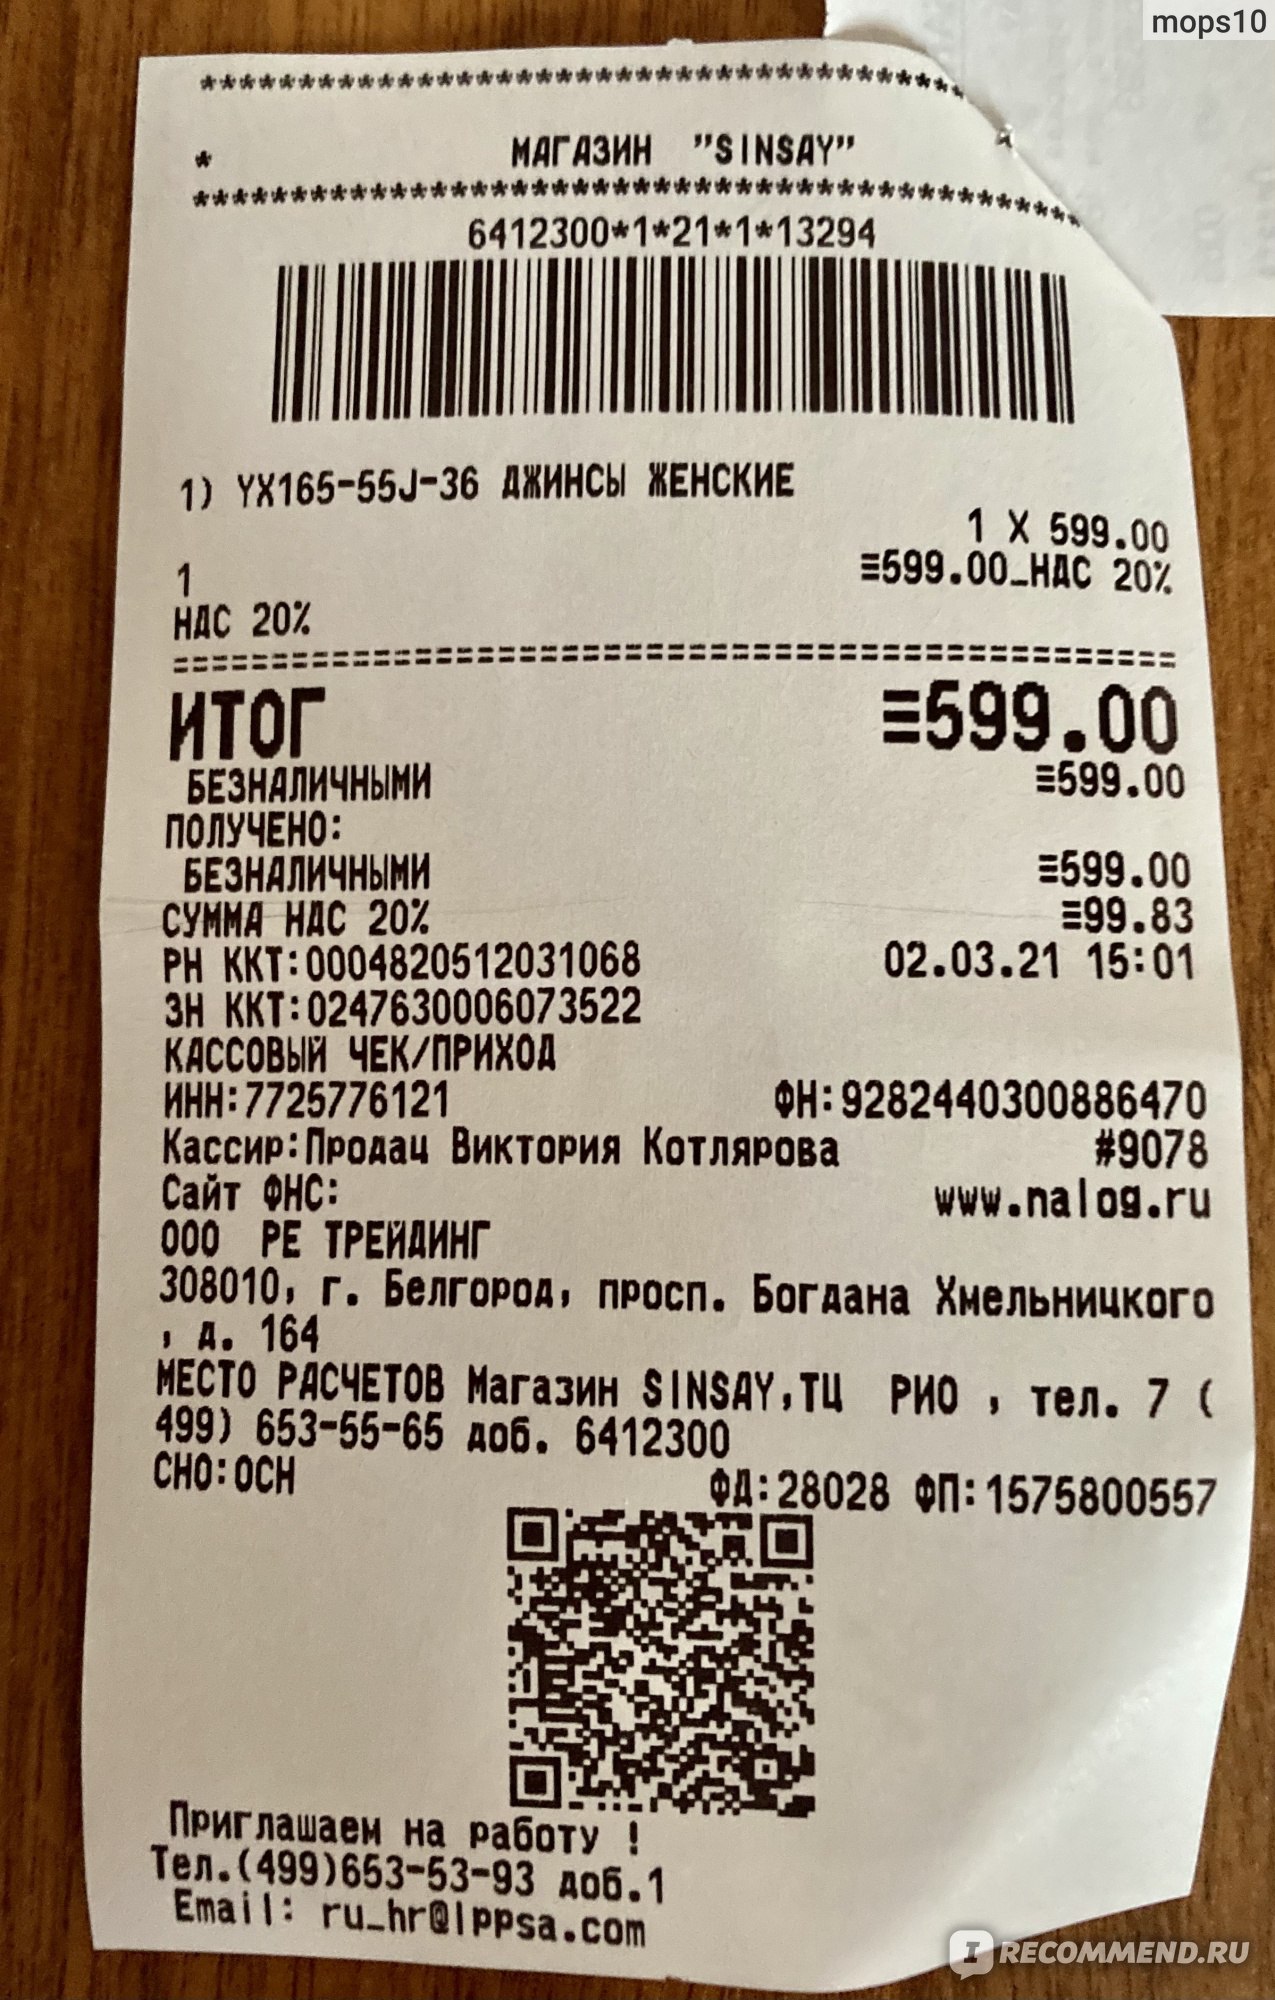 mops10
*****************************************
* МАГАЗИН "SINSAY" *
*********************************************
6412300*1*21*1*13294
1) YX165-55J-36 ДЖИНСЫ ЖЕНСКИЕ
1 X 599.00
1 ≡599.00_НДС 20%
НДС 20%
==================================================
ИТОГ ≡599.00
БЕЗНАЛИЧНЫМИ ≡599.00
ПОЛУЧЕНО:
БЕЗНАЛИЧНЫМИ ≡599.00
СУММА НДС 20% ≡99.83
РН ККТ:0004820512031068 02.03.21 15:01
ЗН ККТ:0247630006073522
КАССОВЫЙ ЧЕК/ПРИХОД
ИНН:7725776121 ФН:9282440300886470
Кассир:Продац Виктория Котлярова #9078
Сайт ФНС: www.nalog.ru
ООО РЕ ТРЕЙДИНГ
308010, г. Белгород, просп. Богдана Хмельницкого
, д. 164
МЕСТО РАСЧЕТОВ Магазин SINSAY,ТЦ РИО , тел. 7 (
499) 653-55-65 доб. 6412300
СНО:ОСН ФД:28028 ФП:1575800557
Приглашаем на работу !
Тел.(499)653-53-93 доб.1
Email: ru_hr@lppsa.com
IRECOMMEND.RU